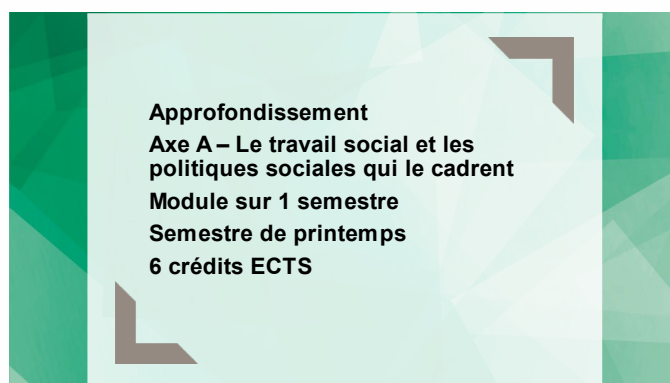 Approfondissement
Axe A – Le travail social et les
politiques sociales qui le cadrent
Module sur 1 semestre
Semestre de printemps
6 crédits ECTS